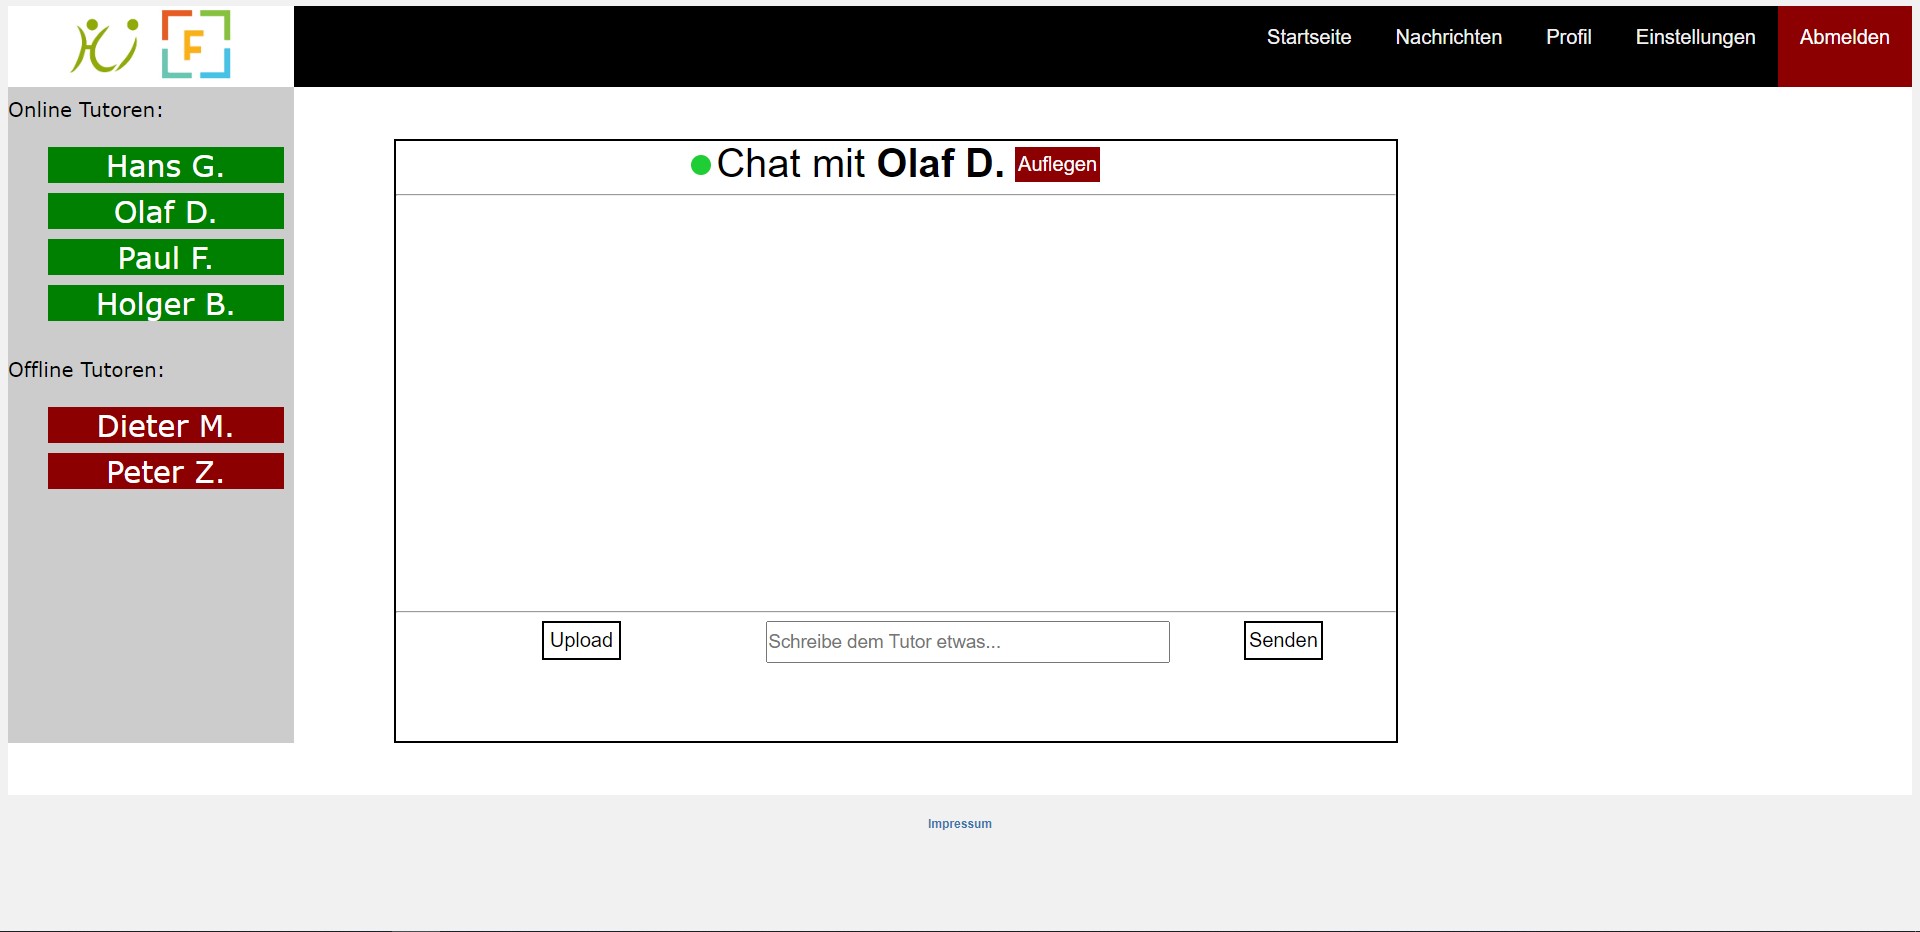 F
Startseite Nachrichten Profil Einstellungen Abmelden
Online Tutoren:
Hans G.
Olaf D.
Paul F.
Holger B.
Offline Tutoren:
Dieter M.
Peter Z.
Chat mit Olaf D. Auflegen
Upload Schreibe dem Tutor etwas... Senden
Impressum